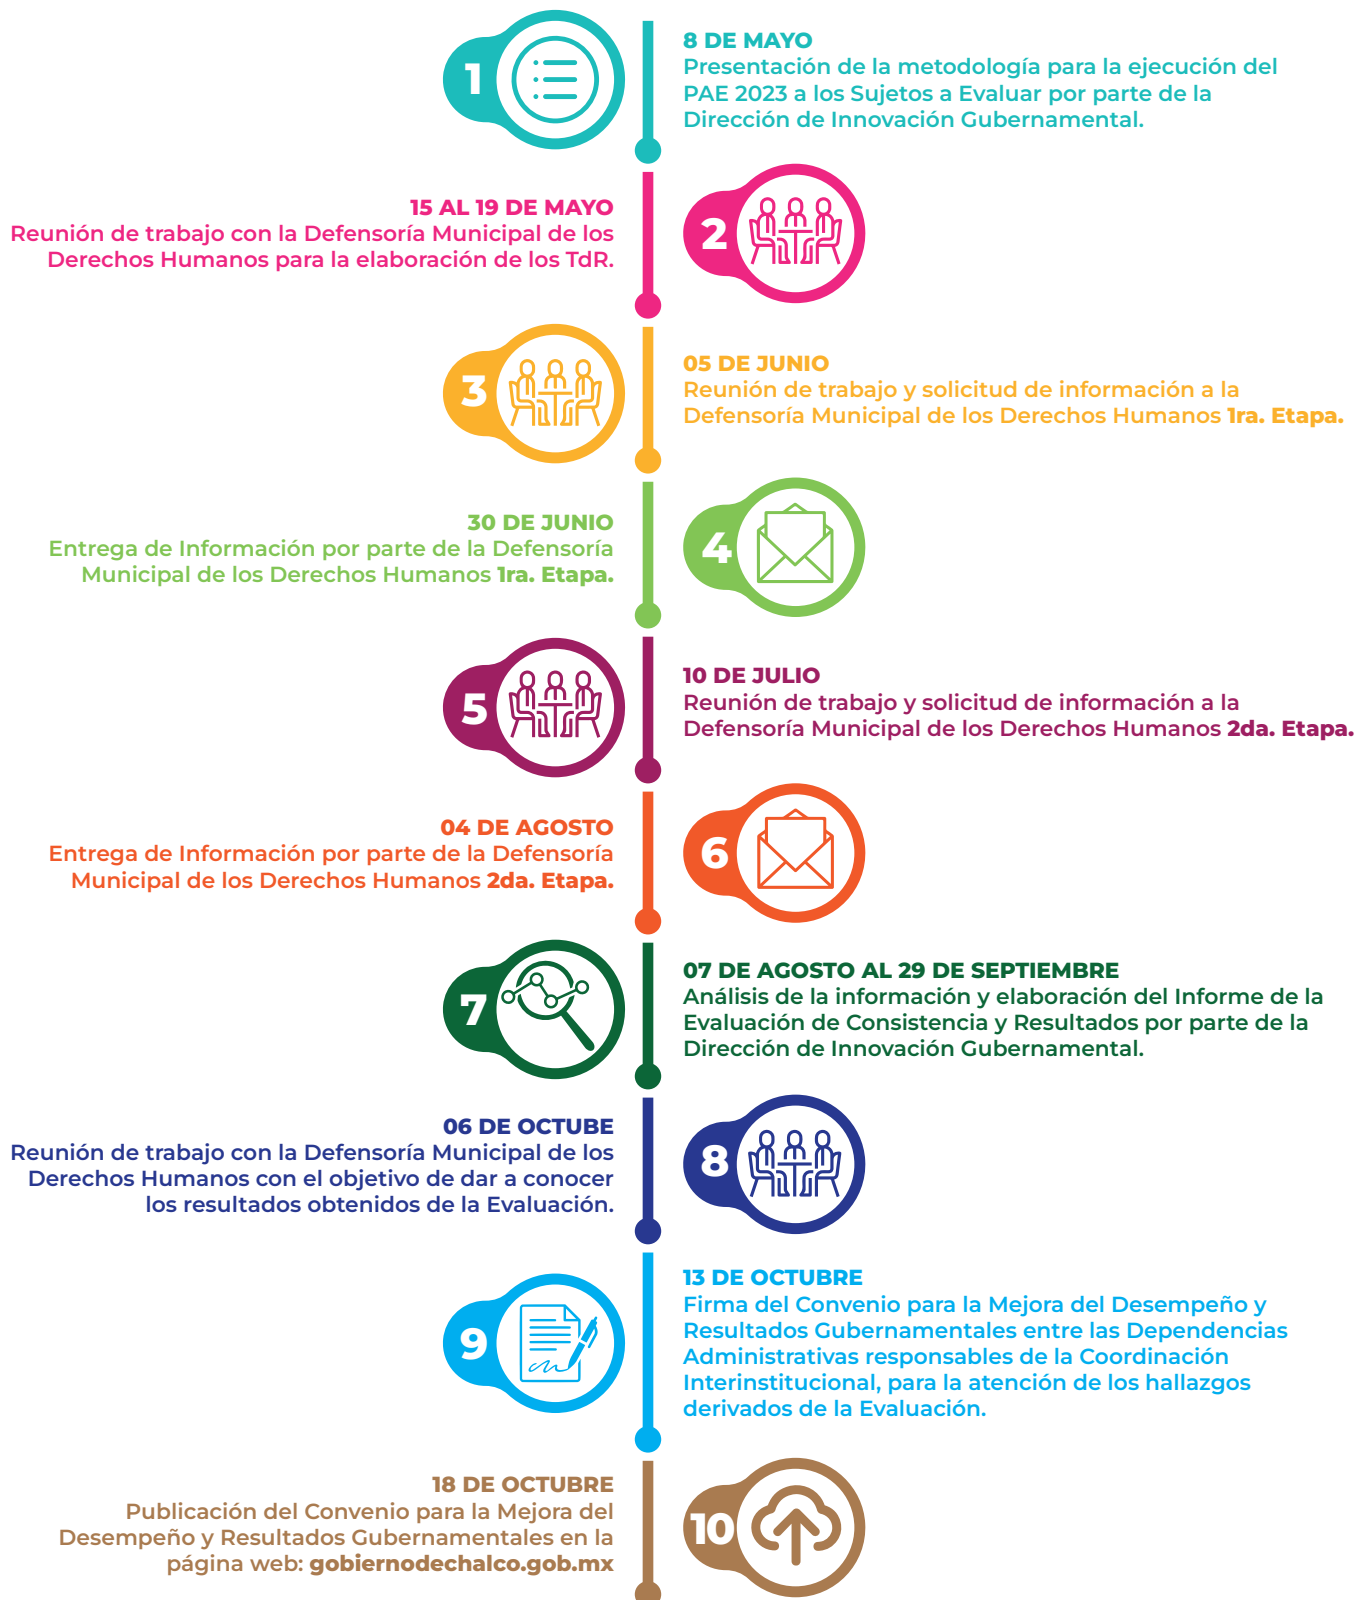 1
8 DE MAYO
Presentación de la metodología para la ejecución del
PAE 2023 a los Sujetos a Evaluar por parte de la
Dirección de Innovación Gubernamental.
15 AL 19 DE MAYO
Reunión de trabajo con la Defensoría Municipal de los
Derechos Humanos para la elaboración de los TdR.
2
3
05 DE JUNIO
Reunión de trabajo y solicitud de información a la
Defensoría Municipal de los Derechos Humanos 1ra. Etapa.
30 DE JUNIO
Entrega de Información por parte de la Defensoría
Municipal de los Derechos Humanos 1ra. Etapa.
4
5
10 DE JULIO
Reunión de trabajo y solicitud de información a la
Defensoría Municipal de los Derechos Humanos 2da. Etapa.
04 DE AGOSTO
Entrega de Información por parte de la Defensoría
Municipal de los Derechos Humanos 2da. Etapa.
6
7
07 DE AGOSTO AL 29 DE SEPTIEMBRE
Análisis de la información y elaboración del Informe de la
Evaluación de Consistencia y Resultados por parte de la
Dirección de Innovación Gubernamental.
06 DE OCTUBE
Reunión de trabajo con la Defensoría Municipal de los
Derechos Humanos con el objetivo de dar a conocer
los resultados obtenidos de la Evaluación.
8
9
13 DE OCTUBRE
Firma del Convenio para la Mejora del Desempeño y
Resultados Gubernamentales entre las Dependencias
Administrativas responsables de la Coordinación
Interinstitucional, para la atención de los hallazgos
derivados de la Evaluación.
18 DE OCTUBRE
Publicación del Convenio para la Mejora del
Desempeño y Resultados Gubernamentales en la
página web: gobiernodechalco.gob.mx
10